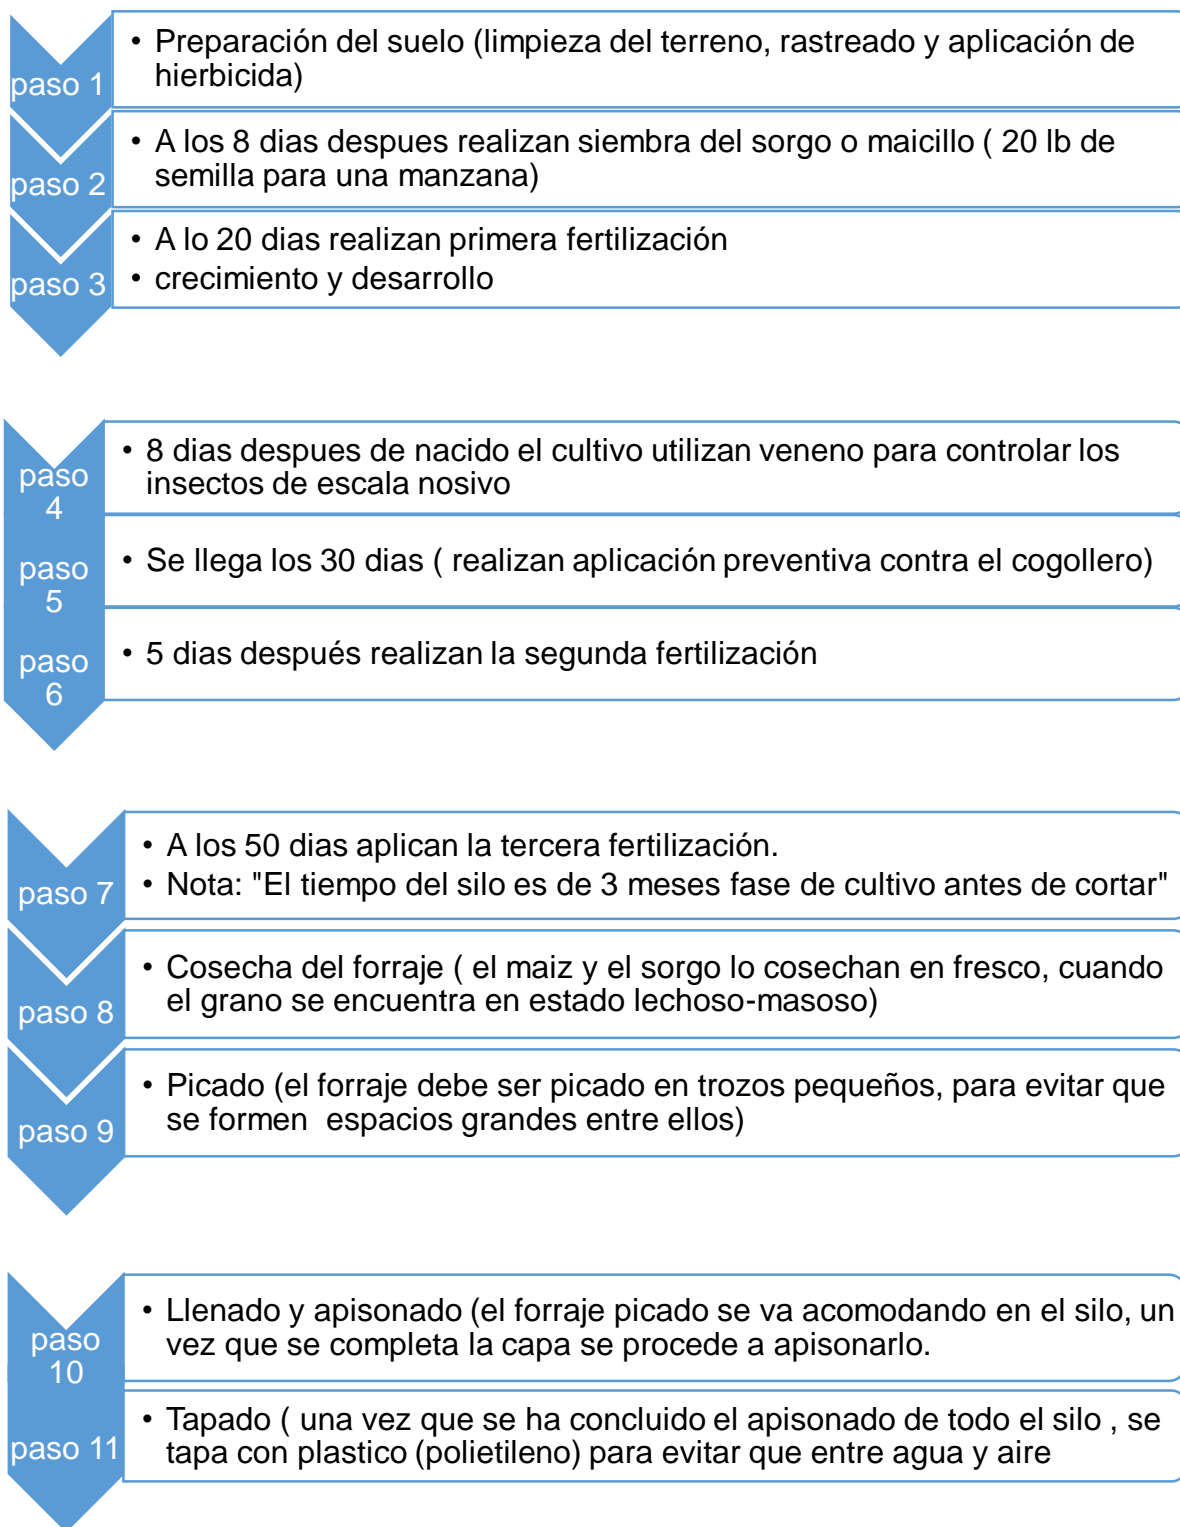 paso 1
• Preparación del suelo (limpieza del terreno, rastreado y aplicación de
hierbicida)
paso 2
• A los 8 dias despues realizan siembra del sorgo o maicillo ( 20 lb de
semilla para una manzana)
paso 3
• A lo 20 dias realizan primera fertilización
• crecimiento y desarrollo
paso
4
• 8 dias despues de nacido el cultivo utilizan veneno para controlar los
insectos de escala nosivo
paso
5
• Se llega los 30 dias ( realizan aplicación preventiva contra el cogollero)
paso
6
• 5 dias después realizan la segunda fertilización
paso 7
• A los 50 dias aplican la tercera fertilización.
• Nota: "El tiempo del silo es de 3 meses fase de cultivo antes de cortar"
paso 8
• Cosecha del forraje ( el maiz y el sorgo lo cosechan en fresco, cuando
el grano se encuentra en estado lechoso-masoso)
paso 9
• Picado (el forraje debe ser picado en trozos pequeños, para evitar que
se formen espacios grandes entre ellos)
paso
10
• Llenado y apisonado (el forraje picado se va acomodando en el silo, un
vez que se completa la capa se procede a apisonarlo.
paso 11
• Tapado ( una vez que se ha concluido el apisonado de todo el silo , se
tapa con plastico (polietileno) para evitar que entre agua y aire